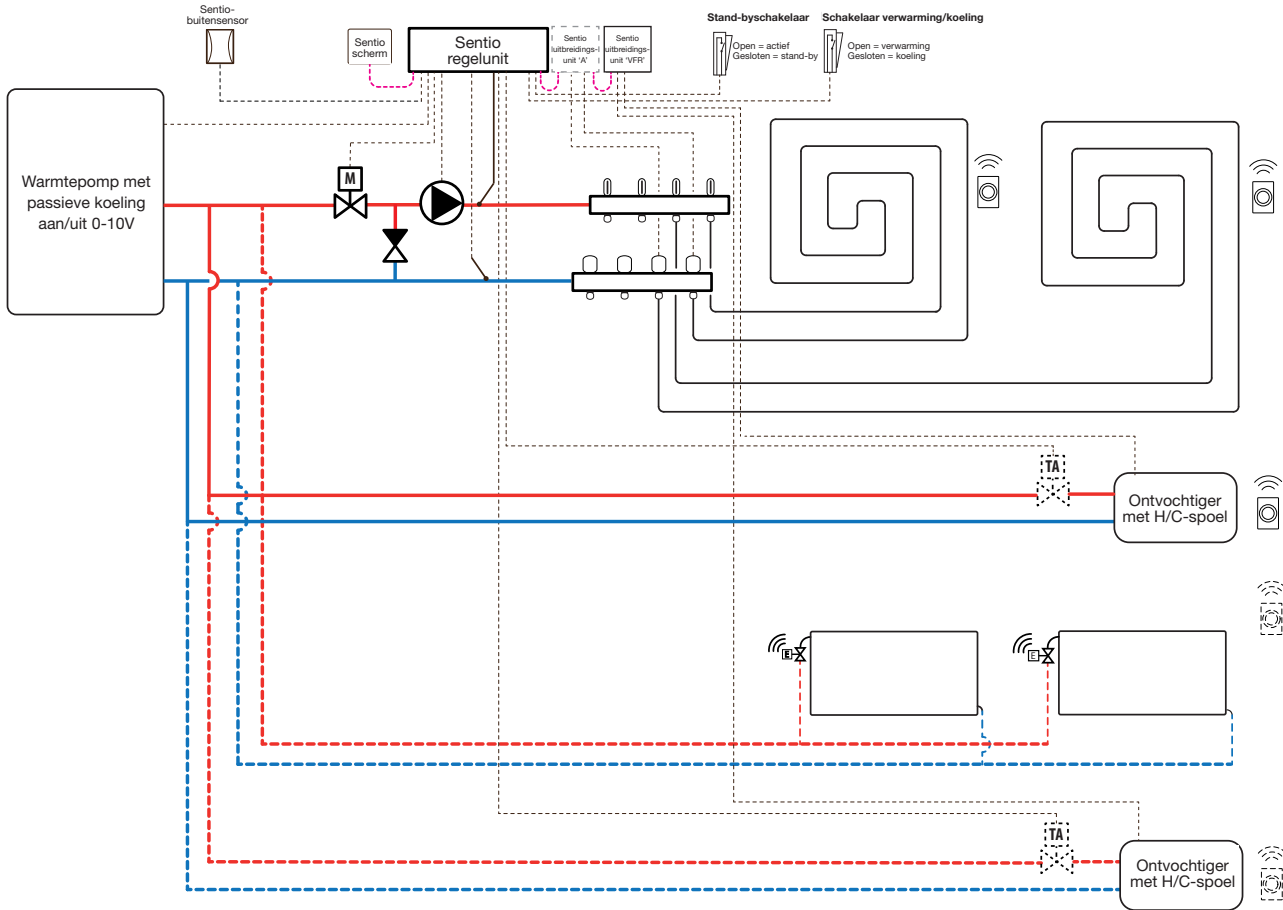 Sentio-
buitensensor
Sentio
scherm
Sentio
regelunit
Sentio
luitbreidings-l
unit 'A'
Sentio
uitbreidings-
unit 'VFR'
Stand-byschakelaar
Open = actief
Gesloten = stand-by
Schakelaar verwarming/koeling
Open = verwarming
Gesloten = koeling
Warmtepomp met
passieve koeling
aan/uit 0-10V
M
TA
Ontvochtiger
met H/C-spoel
E
E
TA
Ontvochtiger
met H/C-spoel